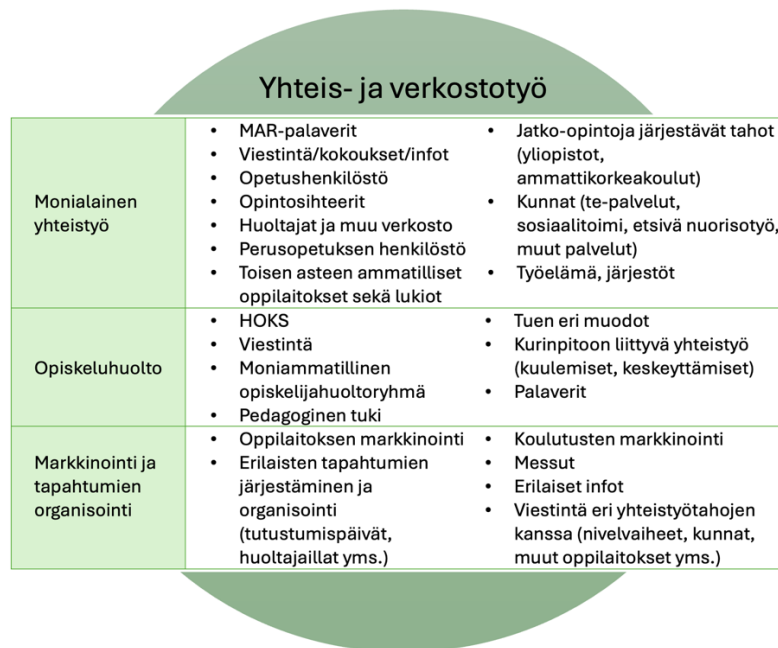 Yhteis- ja verkostotyö
Monialainen
yhteistyö
• MAR-palaverit
• Viestintä/kokoukset/infot
• Opetushenkilöstö
• Opintosihteerit
• Huoltajat ja muu verkosto
• Perusopetuksen henkilöstö
• Toisen asteen ammatilliset
oppilaitokset sekä lukiot
• Jatko-opintoja järjestävät tahot
(yliopistot,
ammattikorkeakoulut)
• Kunnat (te-palvelut,
sosiaalitoimi, etsivä nuorisotyö,
muut palvelut)
• Työelämä, järjestöt
Opiskeluhuolto
• HOKS
• Viestintä
• Moniammatillinen
opiskelijahuoltoryhmä
• Pedagoginen tuki
• Tuen eri muodot
• Kurinpitoon liittyvä yhteistyö
(kuulemiset, keskeyttämiset)
• Palaverit
Markkinointi ja
tapahtumien
organisointi
• Oppilaitoksen markkinointi
• Erilaisten tapahtumien
järjestäminen ja
organisointi
(tutustumispäivät,
huoltajaillat yms.)
• Koulutusten markkinointi
• Messut
• Erilaiset infot
• Viestintä eri yhteistyötahojen
kanssa (nivelvaiheet, kunnat,
muut oppilaitokset yms.)